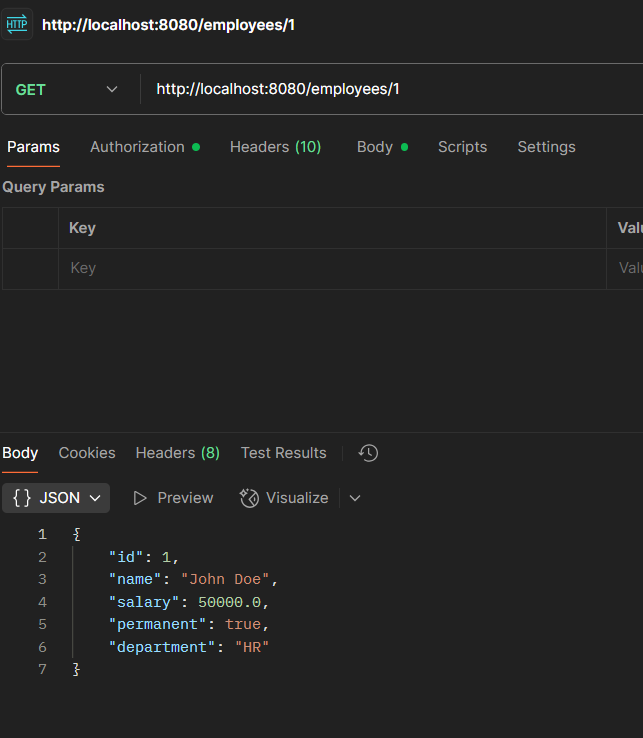 HTTP http://localhost:8080/employees/1
GET http://localhost:8080/employees/1
Params Authorization Headers (10) Body Scripts Settings
Query Params
Key
Key
Body Cookies Headers (8) Test Results
{} JSON Preview Visualize
1 {
2 "id": 1,
3 "name": "John Doe",
4 "salary": 50000.0,
5 "permanent": true,
6 "department": "HR"
7 }